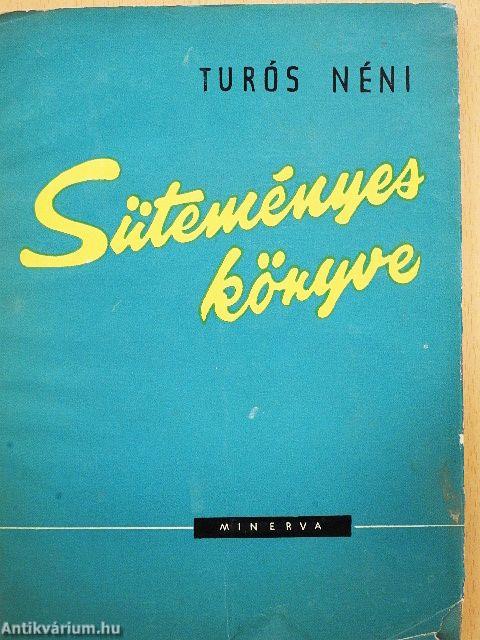 TURÓS NÉNI
Süteményes
könyve
MINERVA
Antikvárium.hu